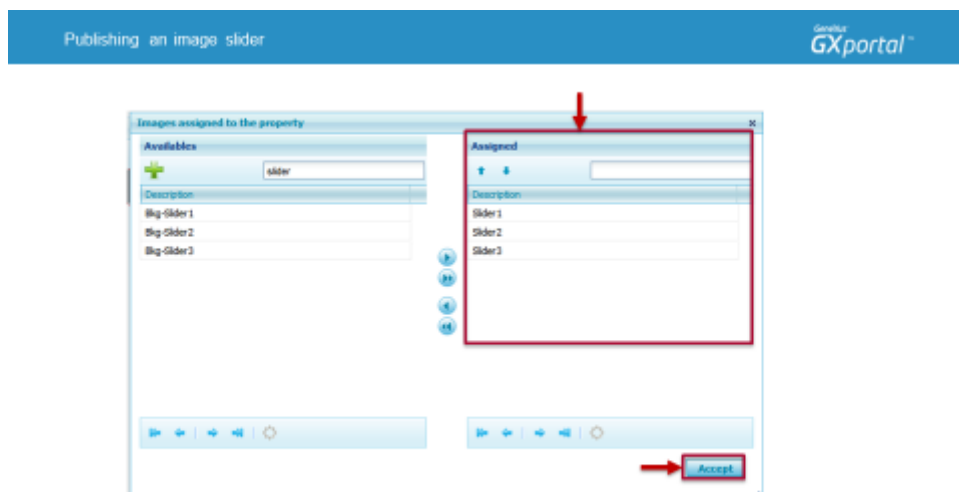 Publishing an image slider
GeneXus
GXportal™
Images assigned to the property
x
Availables
slider
Description
Bkg-Slider1
Bkg-Slider2
Bkg-Slider3
Assigned
Description
Slider1
Slider2
Slider3
Accept